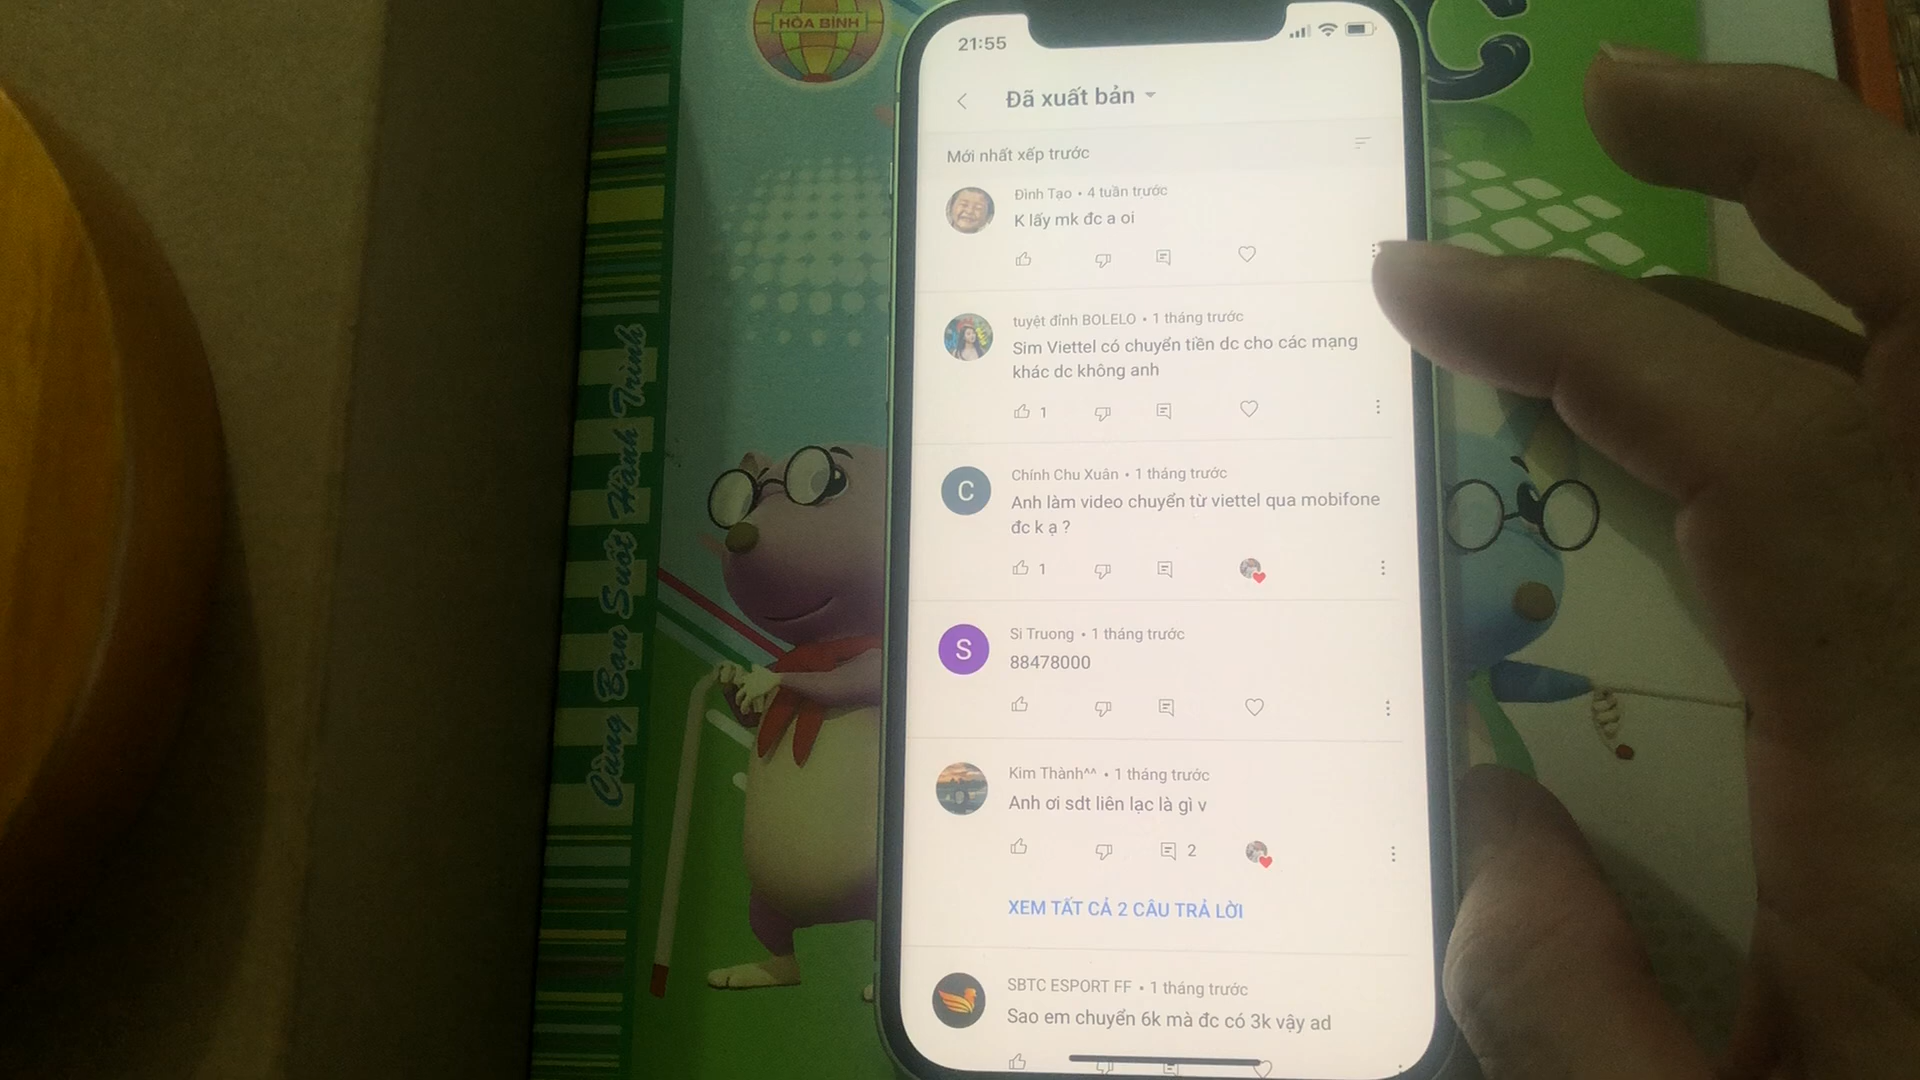 HÒA BÌNH
C
Cùng Bạn Suốt Hành Trình
21:55
Đã xuất bản
Mới nhất xếp trước
Đình Tạo • 4 tuần trước
K lấy mk đc a oi
tuyệt đỉnh BOLELO • 1 tháng trước
Sim Viettel có chuyển tiền dc cho các mạng
khác dc không anh
1
C
Chính Chu Xuân • 1 tháng trước
Anh làm video chuyển từ viettel qua mobifone
đc k ạ ?
1
S
Si Truong • 1 tháng trước
88478000
Kim Thành^^ • 1 tháng trước
Anh ơi sdt liên lạc là gì v
2
XEM TẤT CẢ 2 CÂU TRẢ LỜI
SBTC ESPORT FF • 1 tháng trước
Sao em chuyển 6k mà đc có 3k vậy ad